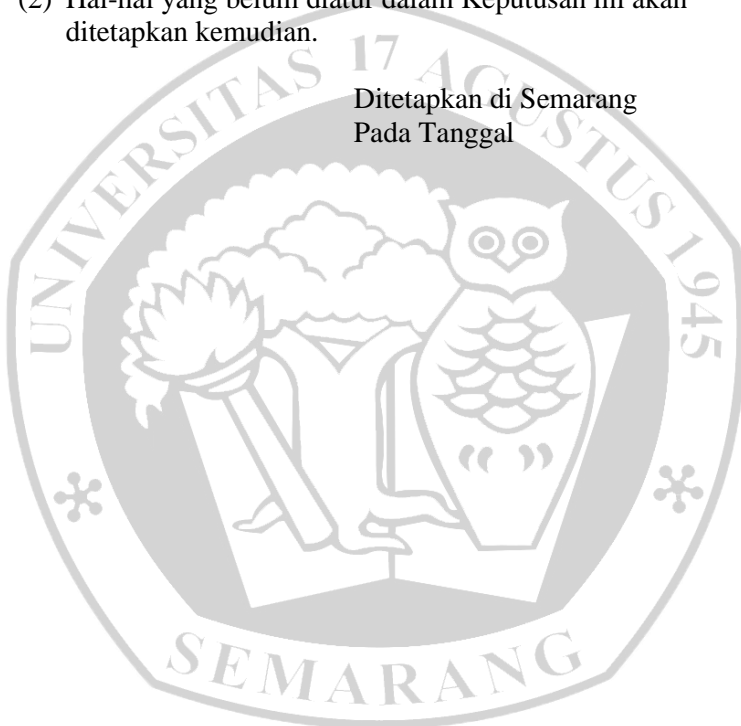 (2) Hal-hal yang belum diatur dalam Keputusan ini akan
ditetapkan kemudian.
Ditetapkan di Semarang
Pada Tanggal
UNIVERSITAS 17 AGUSTUS 1945
SEMARANG